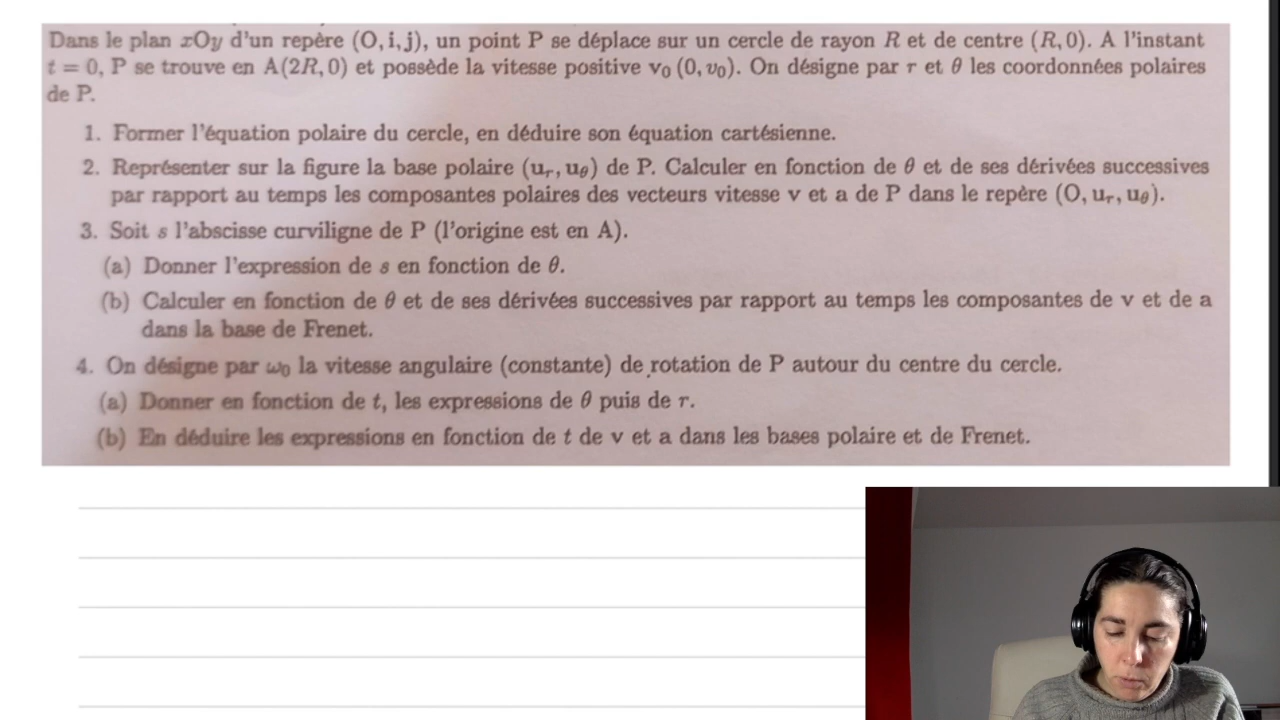 Dans le plan xOy d'un repère (O, i, j), un point P se déplace sur un cercle de rayon R et de centre (R, 0). A l'instant
t = 0, P se trouve en A(2R, 0) et possède la vitesse positive v₀ (0, v₀). On désigne par r et θ les coordonnées polaires
de P.
1. Former l'équation polaire du cercle, en déduire son équation cartésienne.
2. Représenter sur la figure la base polaire (uᵣ, uθ) de P. Calculer en fonction de θ et de ses dérivées successives
par rapport au temps les composantes polaires des vecteurs vitesse v et a de P dans le repère (O, uᵣ, uθ).
3. Soit s l'abscisse curviligne de P (l'origine est en A).
(a) Donner l'expression de s en fonction de θ.
(b) Calculer en fonction de θ et de ses dérivées successives par rapport au temps les composantes de v et de a
dans la base de Frenet.
4. On désigne par ω₀ la vitesse angulaire (constante) de rotation de P autour du centre du cercle.
(a) Donner en fonction de t, les expressions de θ puis de r.
(b) En déduire les expressions en fonction de t de v et a dans les bases polaire et de Frenet.